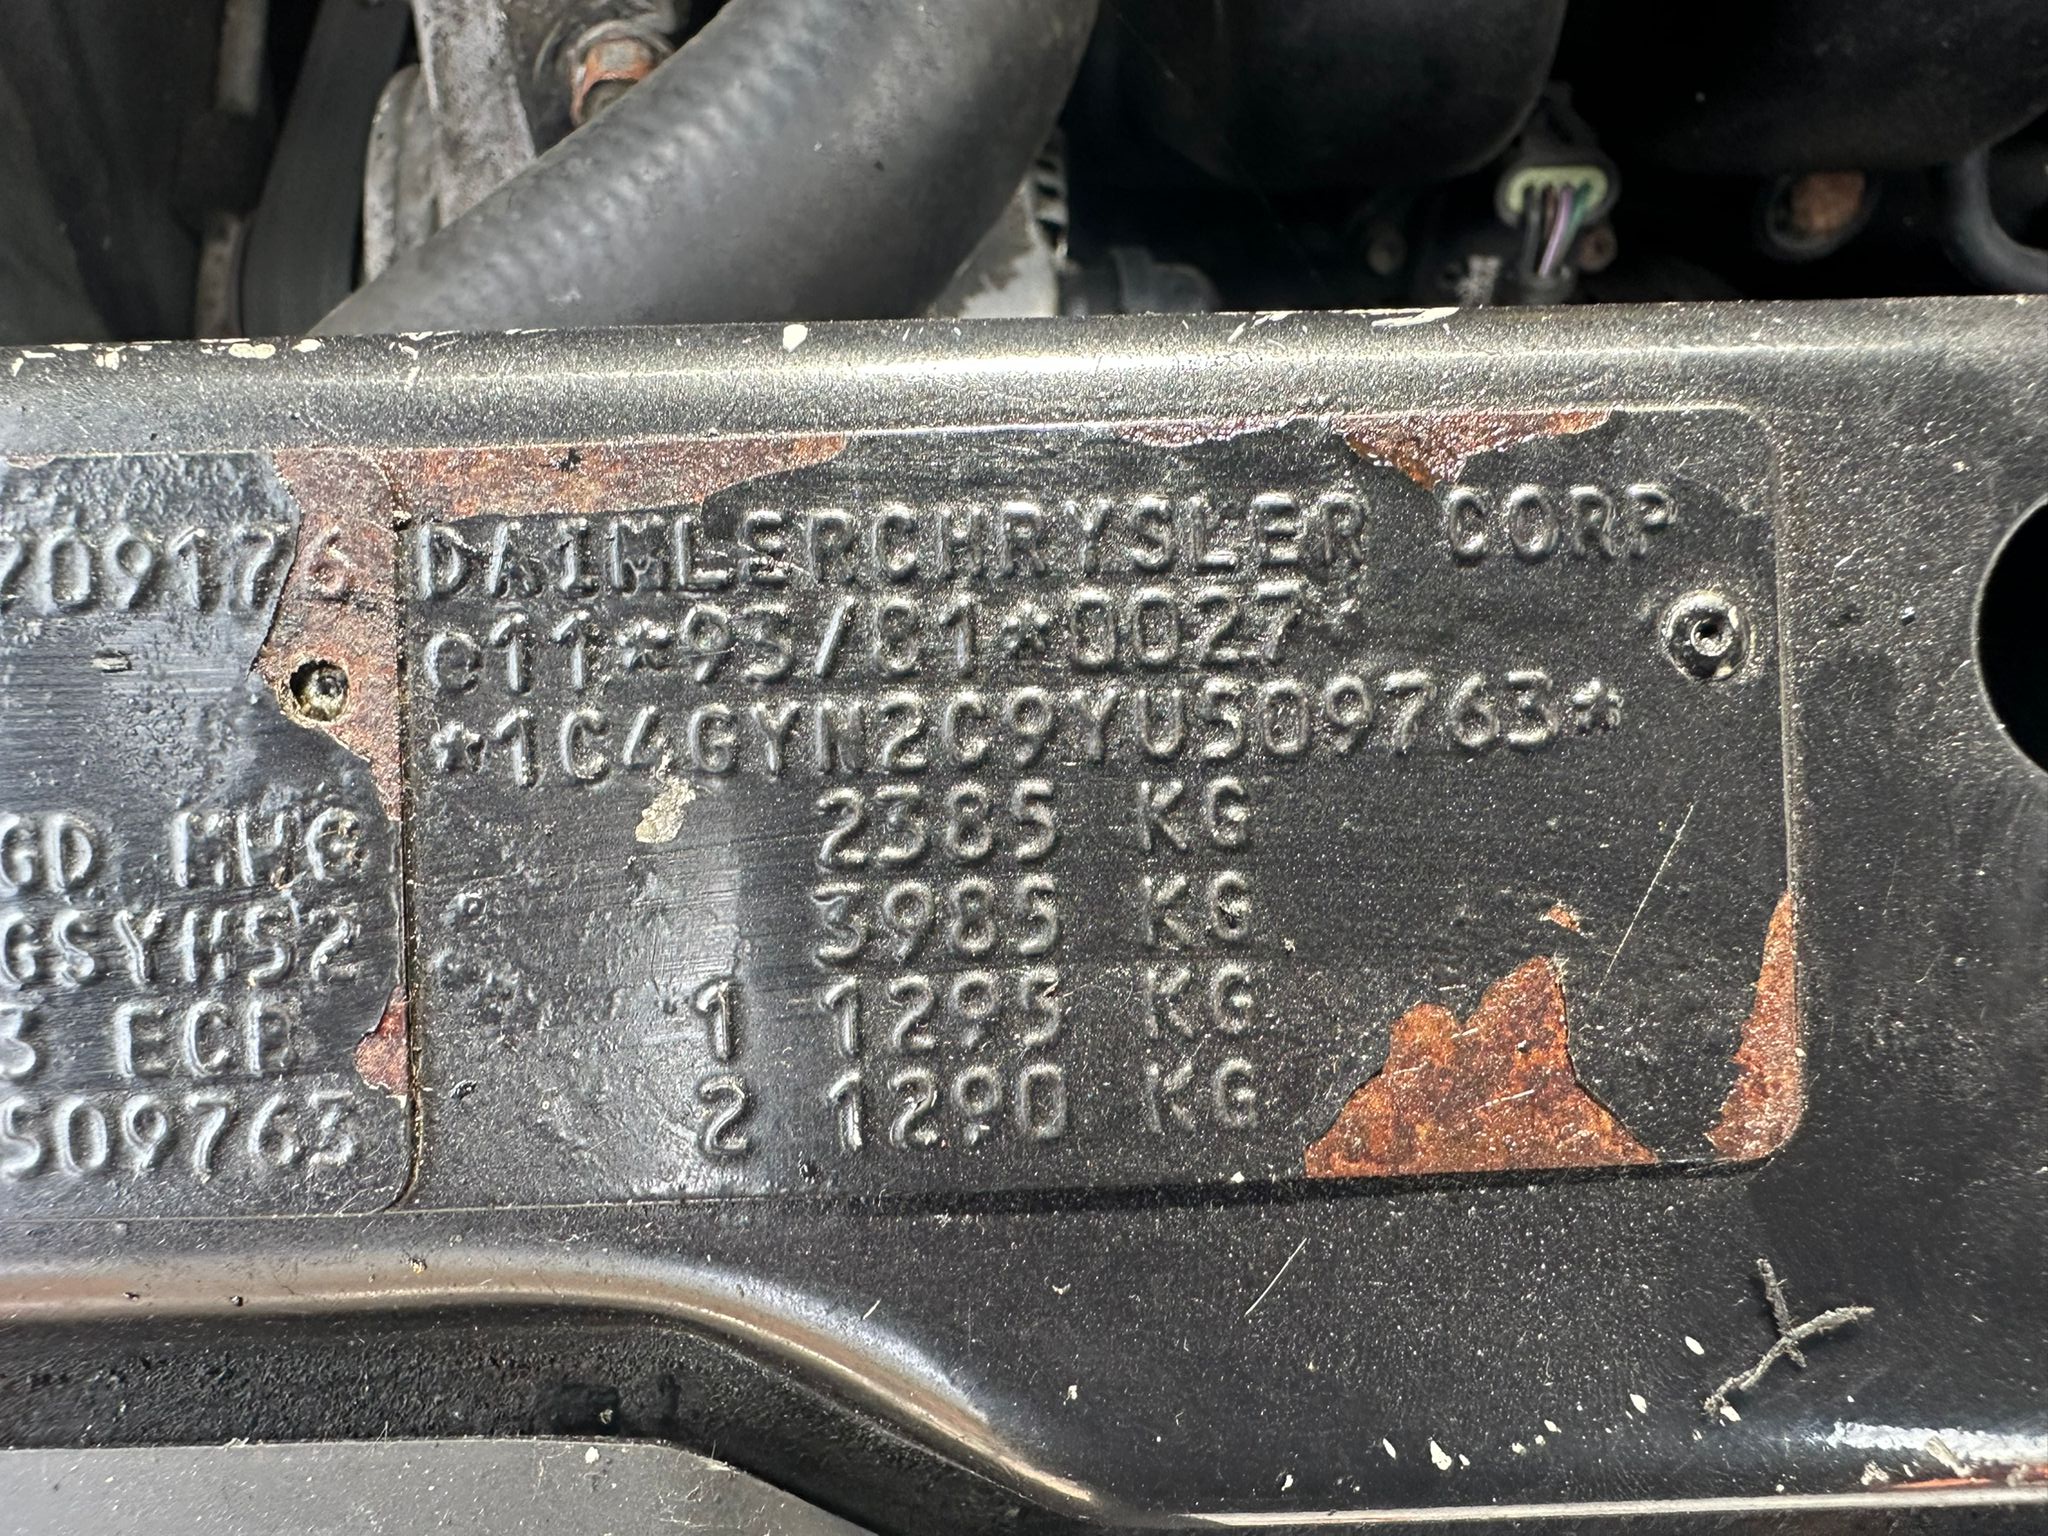 709176
DAIMLERCHRYSLER CORP
e11*93/81*0027*
*1C4GYN2C9YU509763*
2385 KG
GD
3985 KG
GSYH52
1 1295 KG
3 ECB
2 1290 KG
509763